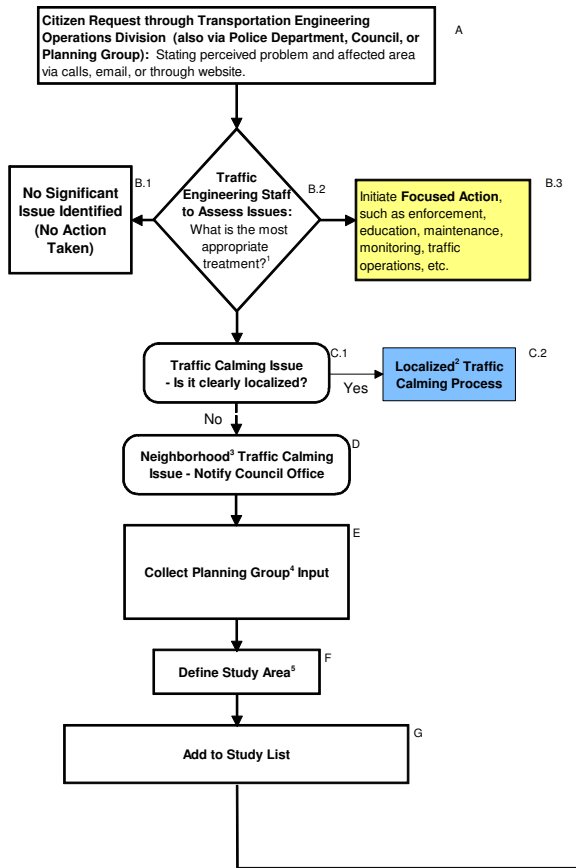 Citizen Request through Transportation Engineering
Operations Division (also via Police Department, Council, or
Planning Group): Stating perceived problem and affected area
via calls, email, or through website.
A
B.1
No Significant
Issue Identified
(No Action
Taken)
Traffic
Engineering Staff
to Assess Issues:
What is the most
appropriate
treatment?¹
B.2
B.3
Initiate Focused Action,
such as enforcement,
education, maintenance,
monitoring, traffic
operations, etc.
C.1
Traffic Calming Issue
- Is it clearly localized?
Yes
C.2
Localized² Traffic
Calming Process
No
D
Neighborhood³ Traffic Calming
Issue - Notify Council Office
E
Collect Planning Group⁴ Input
F
Define Study Area⁵
G
Add to Study List